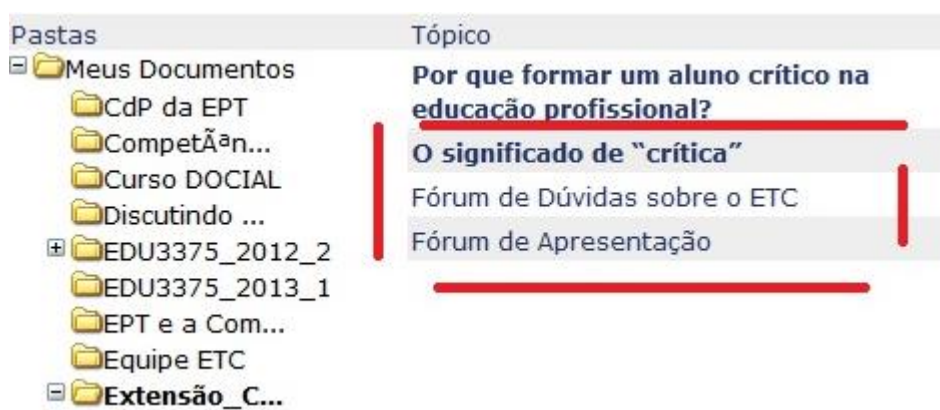 Pastas
Meus Documentos
CdP da EPT
CompetÃªn...
Curso DOCIAL
Discutindo ...
EDU3375_2012_2
EDU3375_2013_1
EPT e a Com...
Equipe ETC
Extensão_C...
Tópico
Por que formar um aluno crítico na
educação profissional?
O significado de “crítica”
Fórum de Dúvidas sobre o ETC
Fórum de Apresentação